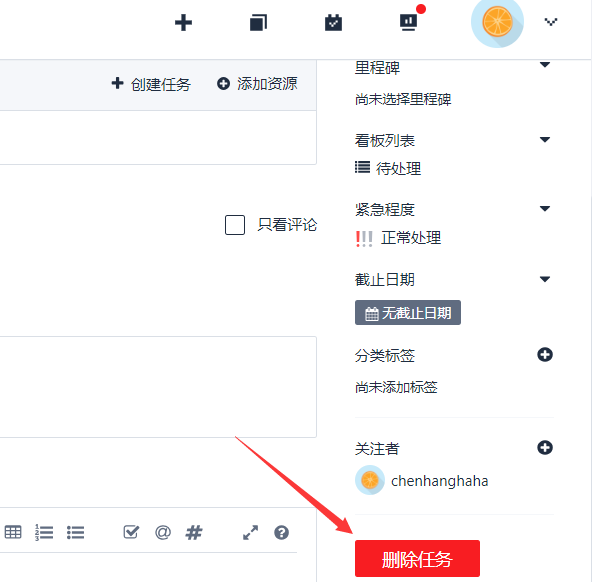 创建任务
添加资源
只看评论
里程碑
尚未选择里程碑
看板列表
待处理
紧急程度
正常处理
截止日期
无截止日期
分类标签
尚未添加标签
关注者
chenhanghaha
删除任务